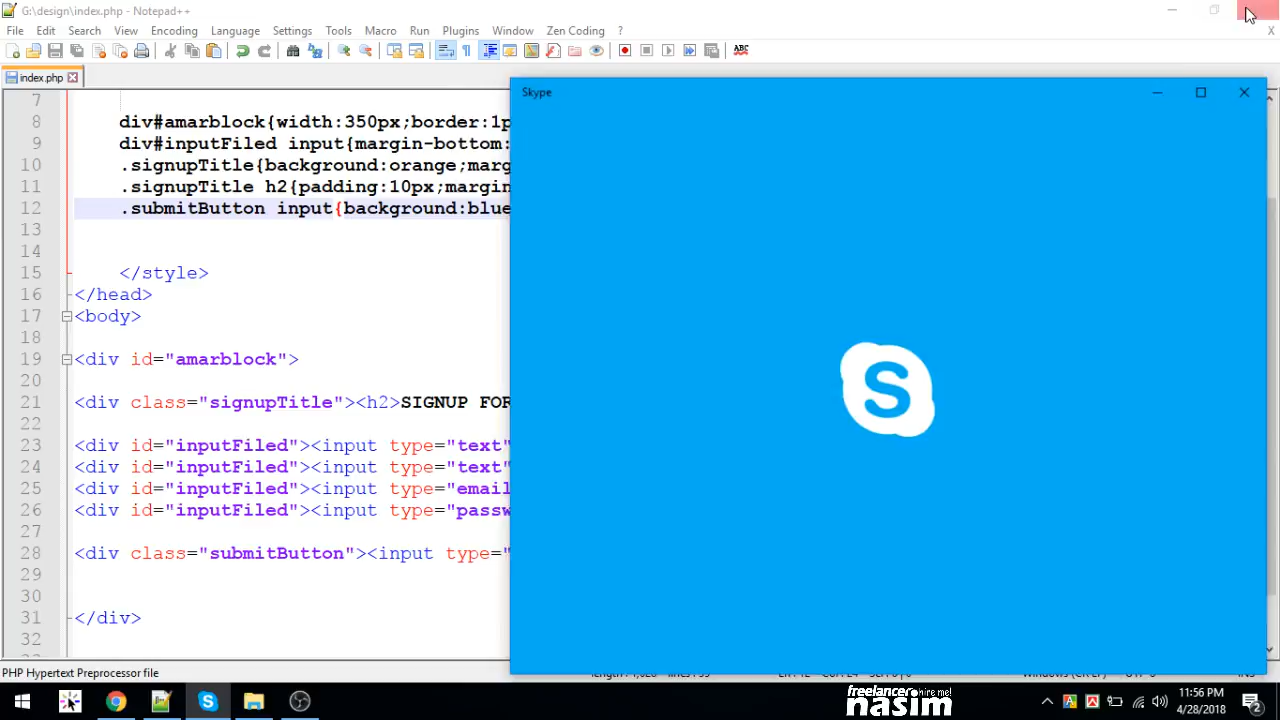 G:\design\index.php - Notepad++
File Edit Search View Encoding Language Settings Tools Macro Run Plugins Window Zen Coding ?
X
ABC
index.php
Skype
7
8 div#amarblock{width:350px;border:1p
9 div#inputFiled input{margin-bottom:
10 .signupTitle{background:orange;marg
11 .signupTitle h2{padding:10px;margin
12 .submitButton input{background:blue
13
14
15 </style>
16 </head>
17 <body>
18
19 <div id="amarblock">
20
21 <div class="signupTitle"><h2>SIGNUP FOR
22
23 <div id="inputFiled"><input type="text"
24 <div id="inputFiled"><input type="text"
25 <div id="inputFiled"><input type="email
26 <div id="inputFiled"><input type="passw
27
28 <div class="submitButton"><input type="
29
30
31 </div>
32
S
PHP Hypertext Preprocessor file
freelancer hire me!
nasim
11:56 PM
4/28/2018
2